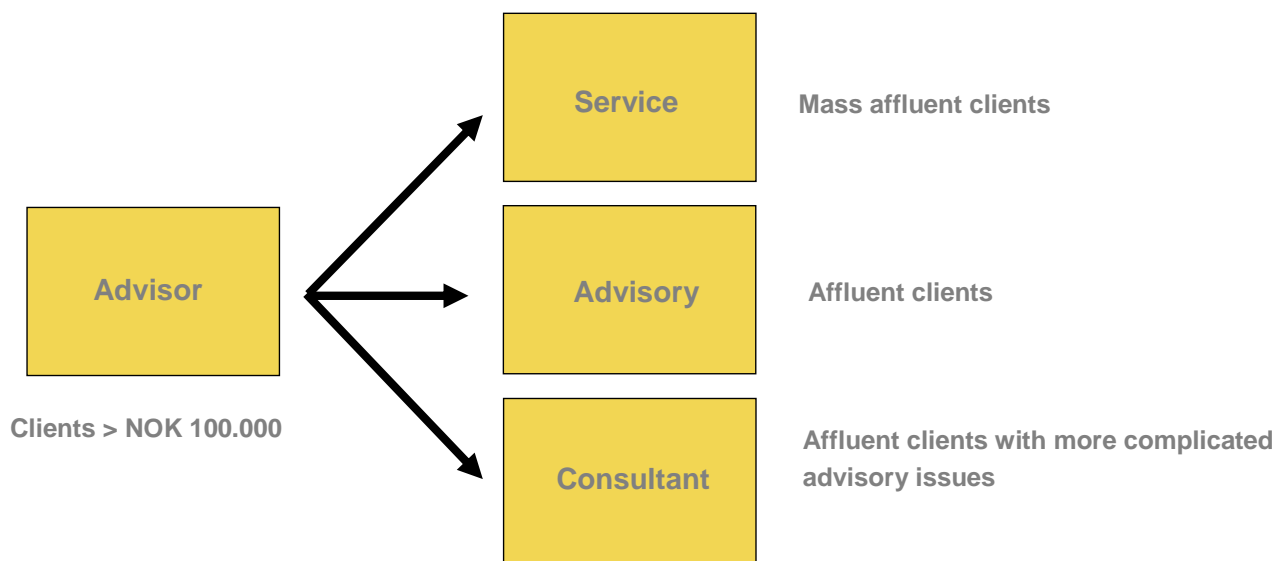 Service
Mass affluent clients
Advisor
Clients > NOK 100.000
Advisory
Affluent clients
Consultant
Affluent clients with more complicated
advisory issues